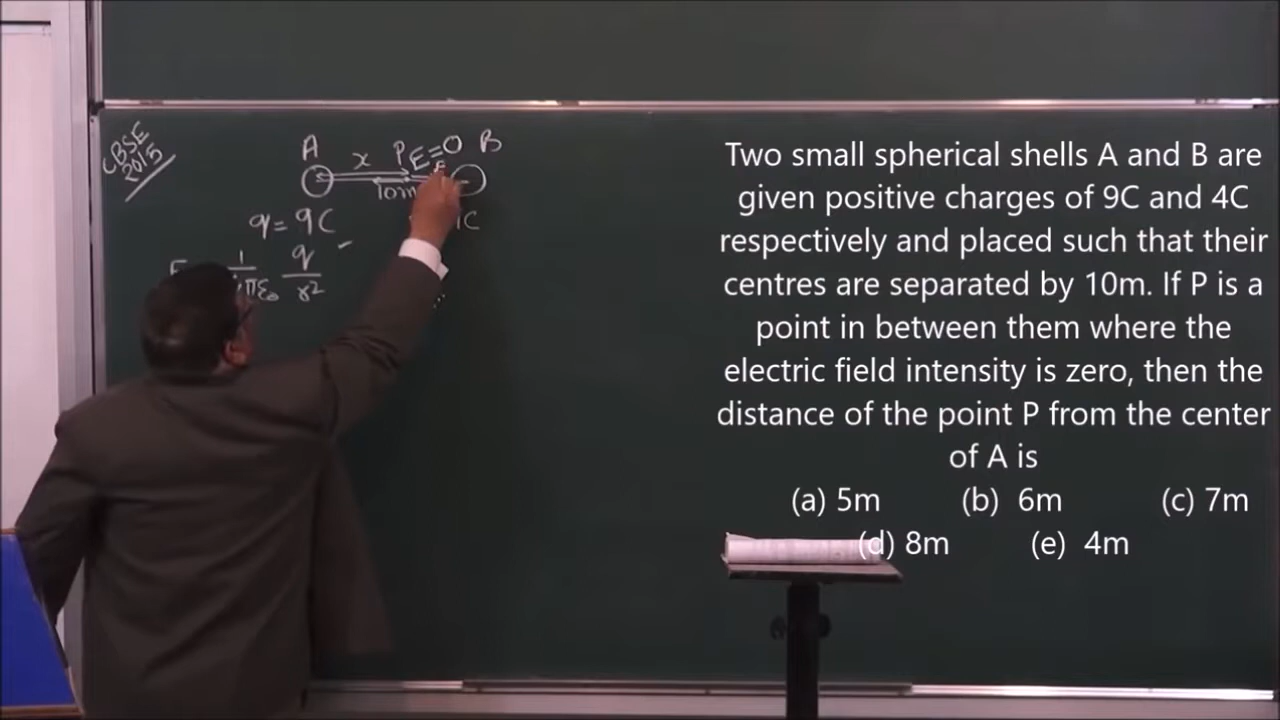 CBSE
2015
A x P E=0 B
10m
q = 9C
1 q
πε₀ r²
Two small spherical shells A and B are
given positive charges of 9C and 4C
respectively and placed such that their
centres are separated by 10m. If P is a
point in between them where the
electric field intensity is zero, then the
distance of the point P from the center
of A is
(a) 5m (b) 6m (c) 7m
(d) 8m (e) 4m